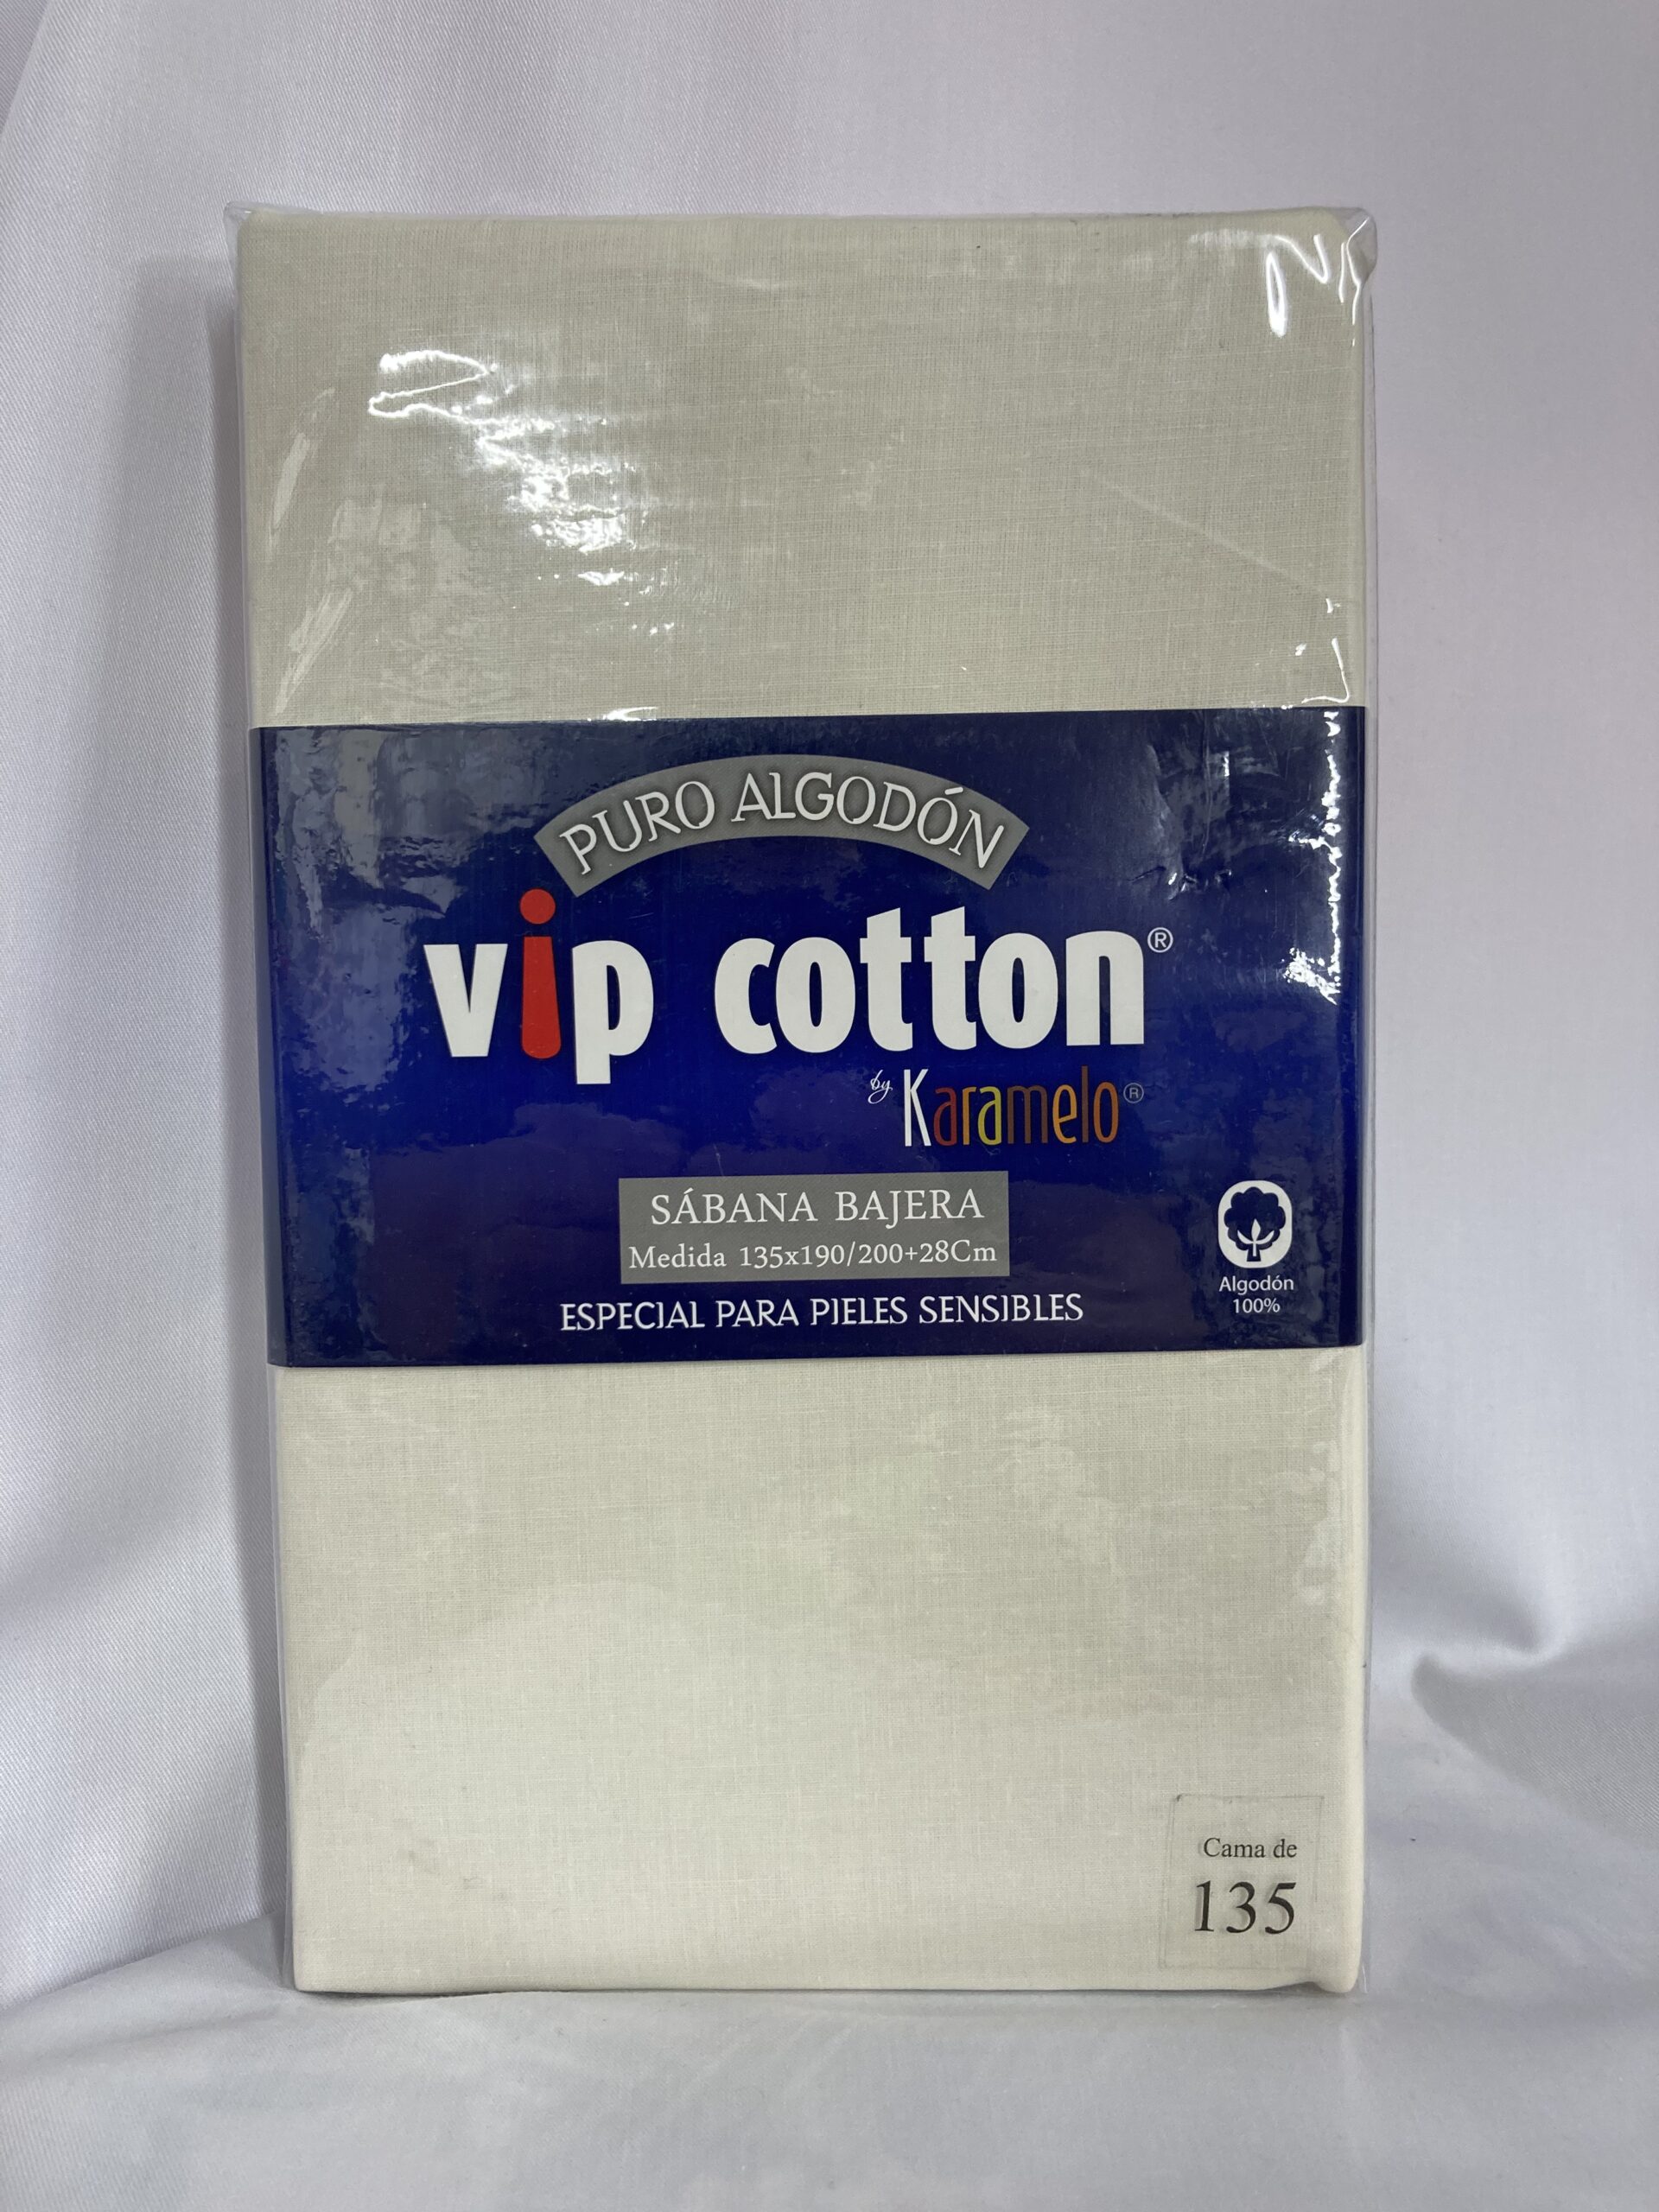 PURO ALGODÓN
vip cotton®
by Karamelo®
SÁBANA BAJERA
Medida 135x190/200+28Cm
ESPECIAL PARA PIELES SENSIBLES
Algodón
100%
Cama de
135